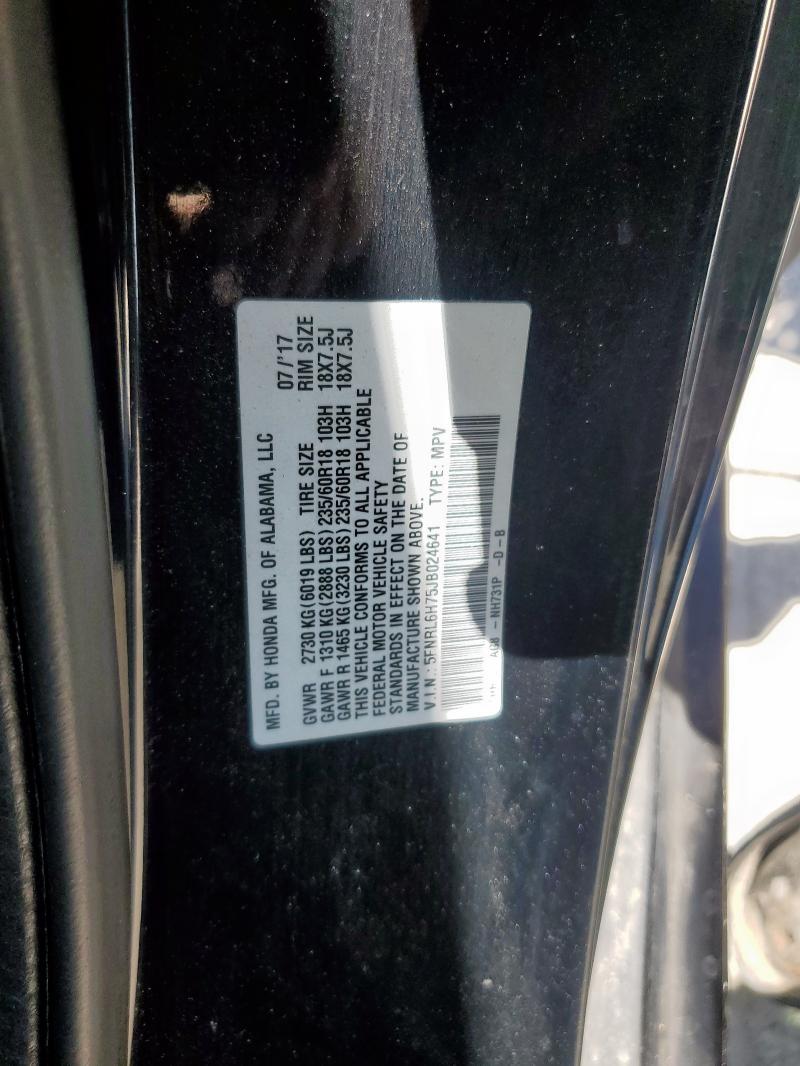 MFD. BY HONDA MFG. OF ALABAMA, LLC 07/'17
GVWR 2730 KG(6019 LBS) TIRE SIZE RIM SIZE
GAWR F 1310 KG(2888 LBS)235/60R18 103H 18X7.5J
GAWR R 1465 KG(3230 LBS)235/60R18 103H 18X7.5J
THIS VEHICLE CONFORMS TO ALL APPLICABLE
FEDERAL MOTOR VEHICLE SAFETY
STANDARDS IN EFFECT ON THE DATE OF
MANUFACTURE SHOWN ABOVE.
V.I.N.:5FNRL6H75JB024641 TYPE: MPV
NH731P -D-B